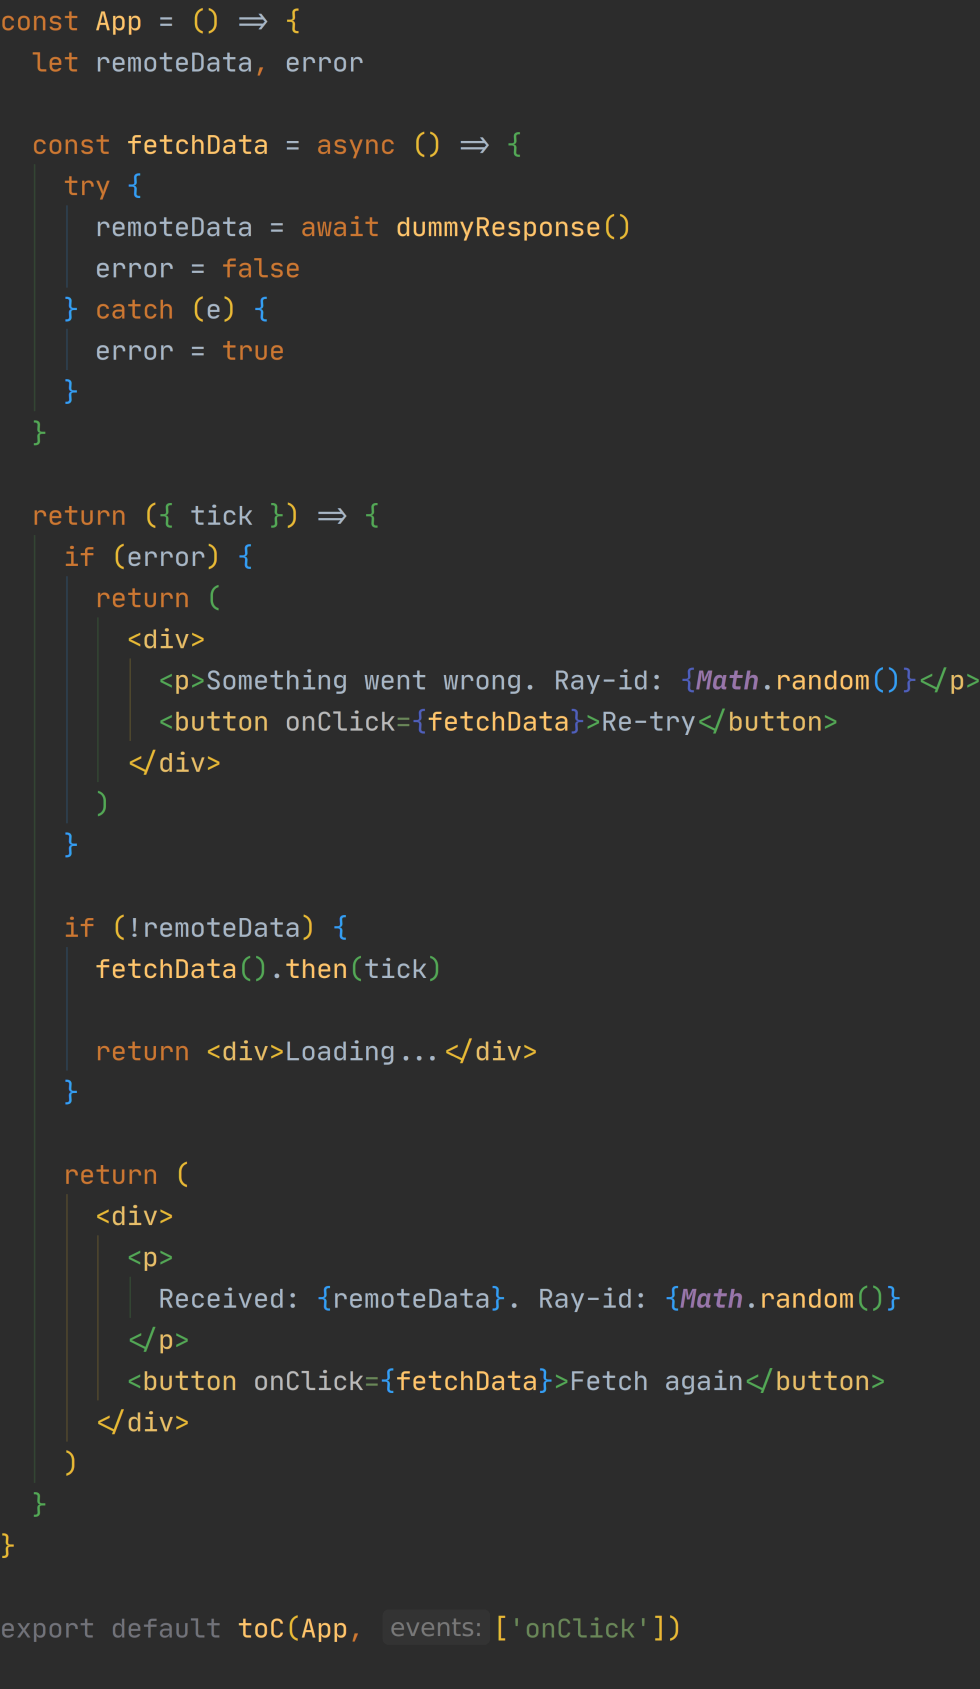 const App = () => {
let remoteData, error
const fetchData = async () => {
try {
remoteData = await dummyResponse()
error = false
} catch (e) {
error = true
}
}
return ({ tick }) => {
if (error) {
return (
<div>
<p>Something went wrong. Ray-id: {Math.random()}</p>
<button onClick={fetchData}>Re-try</button>
</div>
)
}
if (!remoteData) {
fetchData().then(tick)
return <div>Loading...</div>
}
return (
<div>
<p>
Received: {remoteData}. Ray-id: {Math.random()}
</p>
<button onClick={fetchData}>Fetch again</button>
</div>
)
}
}
export default toC(App, events: ['onClick'])